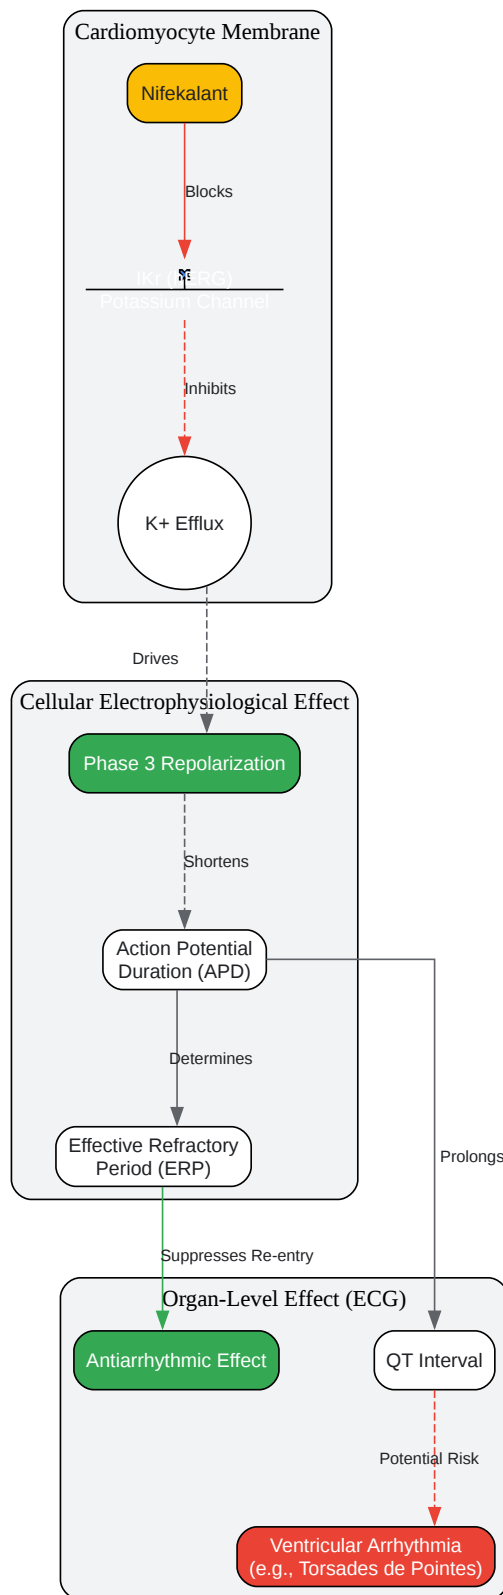 Cardiomyocyte Membrane
Nifekalant
Blocks
Potassium Channel
Inhibits
K+ Efflux
Drives
Cellular Electrophysiological Effect
Phase 3 Repolarization
Shortens
Action Potential
Duration (APD)
Determines
Effective Refractory
Period (ERP)
Prolongs
Suppresses Re-entry
Organ-Level Effect (ECG)
Antiarrhythmic Effect
QT Interval
Potential Risk
Ventricular Arrhythmia
(e.g., Torsades de Pointes)